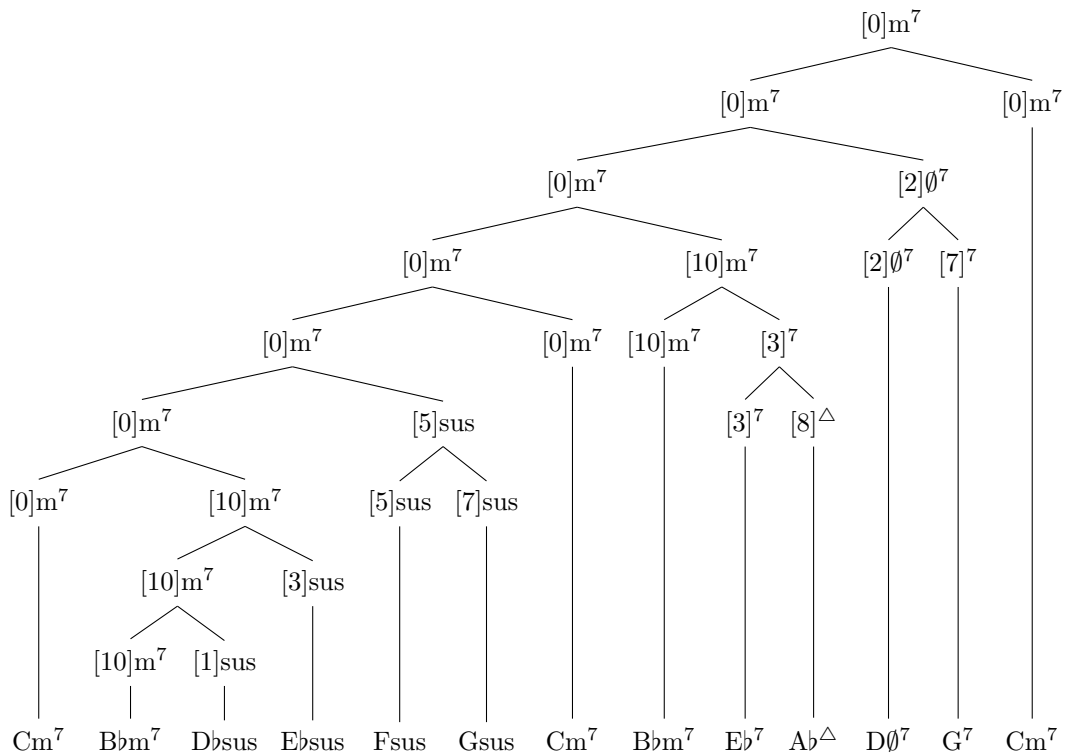 [0]m⁷
[0]m⁷ [0]m⁷
[0]m⁷ [2]∅⁷
[0]m⁷ [10]m⁷ [2]∅⁷ [7]⁷
[0]m⁷ [0]m⁷ [10]m⁷ [3]⁷
[0]m⁷ [5]sus [3]⁷ [8]△
[0]m⁷ [10]m⁷ [5]sus [7]sus
[10]m⁷ [3]sus
[10]m⁷ [1]sus
Cm⁷ B♭m⁷ D♭sus E♭sus Fsus Gsus Cm⁷ B♭m⁷ E♭⁷ A♭△ D∅⁷ G⁷ Cm⁷